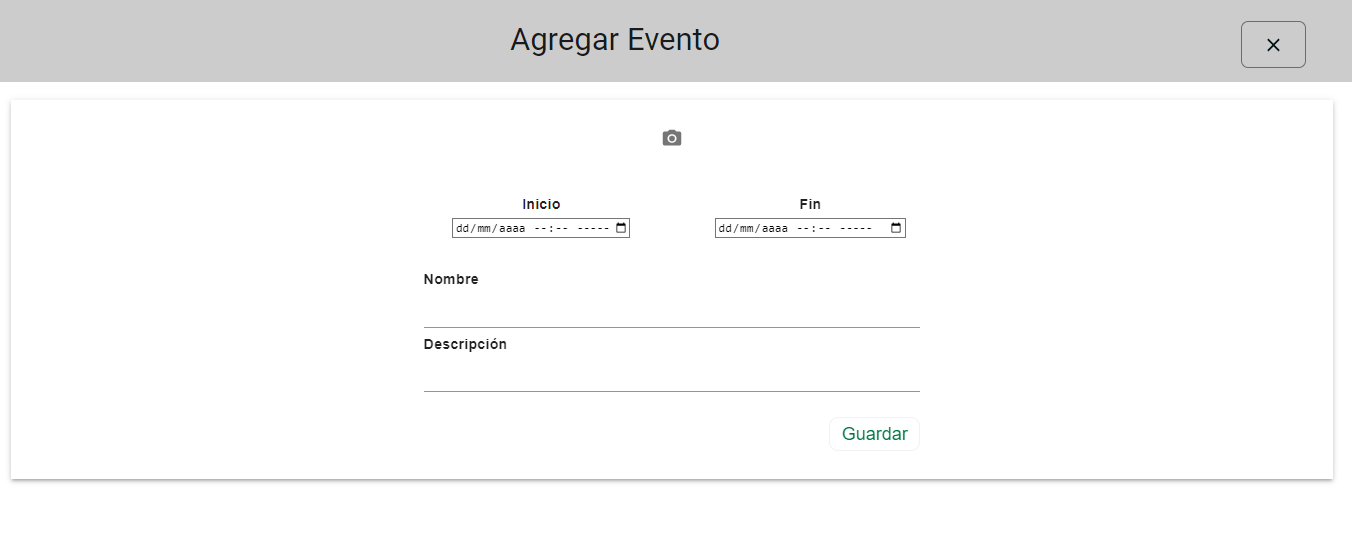 Agregar Evento
Inicio Fin
dd/mm/aaaa --:-- ----- dd/mm/aaaa --:-- -----
Nombre
Descripción
Guardar